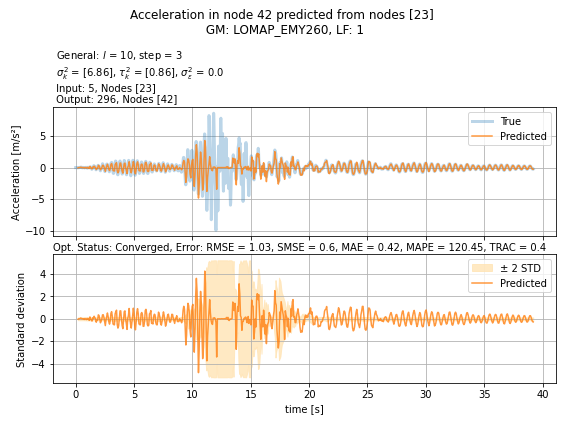 Acceleration in node 42 predicted from nodes [23]
GM: LOMAP_EMY260, LF: 1
General: l = 10, step = 3
σ²ₖ = [6.86], τ²ₖ = [0.86], σ²ε = 0.0
Input: 5, Nodes [23]
Output: 296, Nodes [42]
True
Predicted
Acceleration [m/s²]
5
0
−5
−10
Opt. Status: Converged, Error: RMSE = 1.03, SMSE = 0.6, MAE = 0.42, MAPE = 120.45, TRAC = 0.4
± 2 STD
Predicted
Standard deviation
4
2
0
−2
−4
0 5 10 15 20 25 30 35 40
time [s]